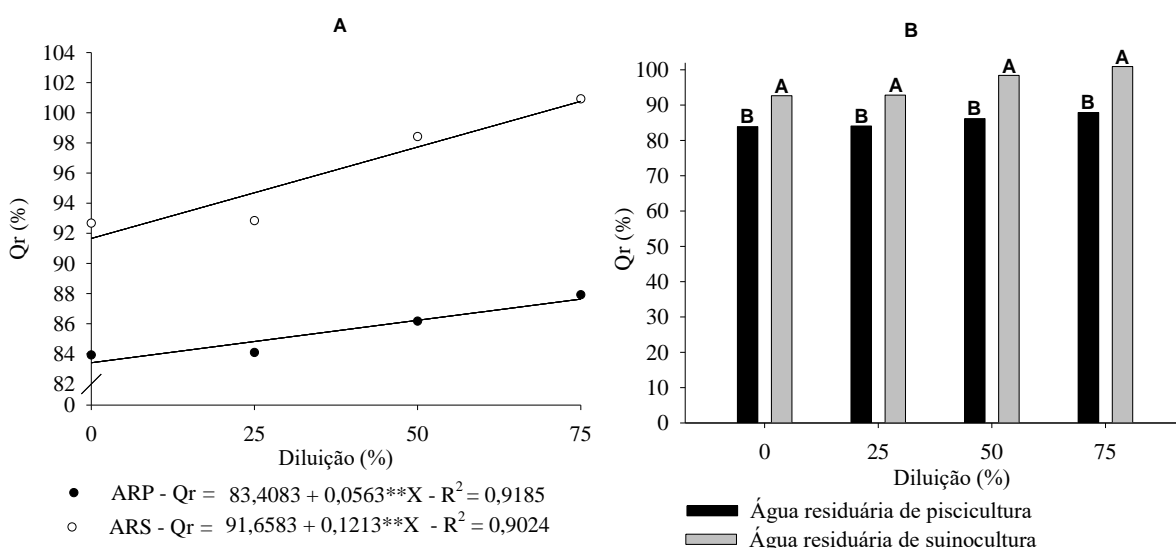 A
104
102
100
98
96
94
92
90
88
86
84
82
0
Qr (%)
0 25 50 75
Diluição (%)
● ARP - Qr = 83,4083 + 0,0563**X - R² = 0,9185
○ ARS - Qr = 91,6583 + 0,1213**X - R² = 0,9024
B
100
90
80
70
60
50
40
30
20
10
0
Qr (%)
B A B A B A B A
0 25 50 75
Diluição (%)
Água residuária de piscicultura
Água residuária de suinocultura